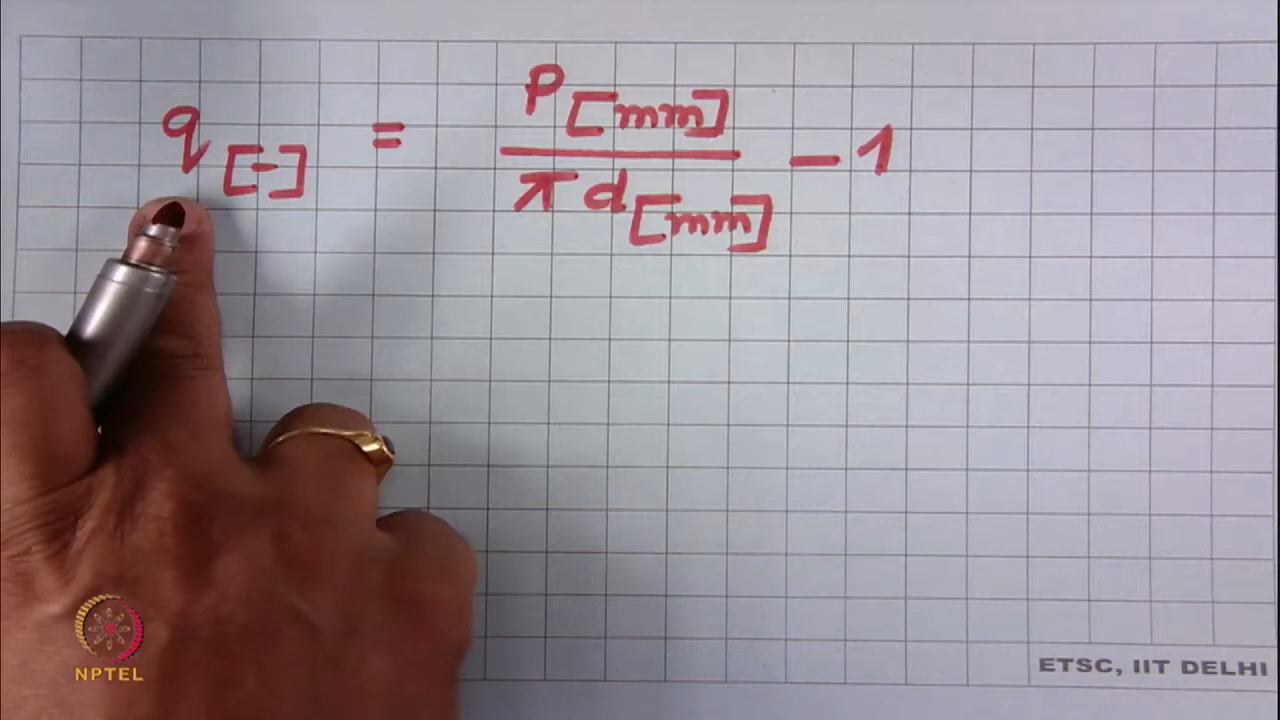 q[-] = P[mm] / πd[mm] - 1
NPTEL
ETSC, IIT DELHI